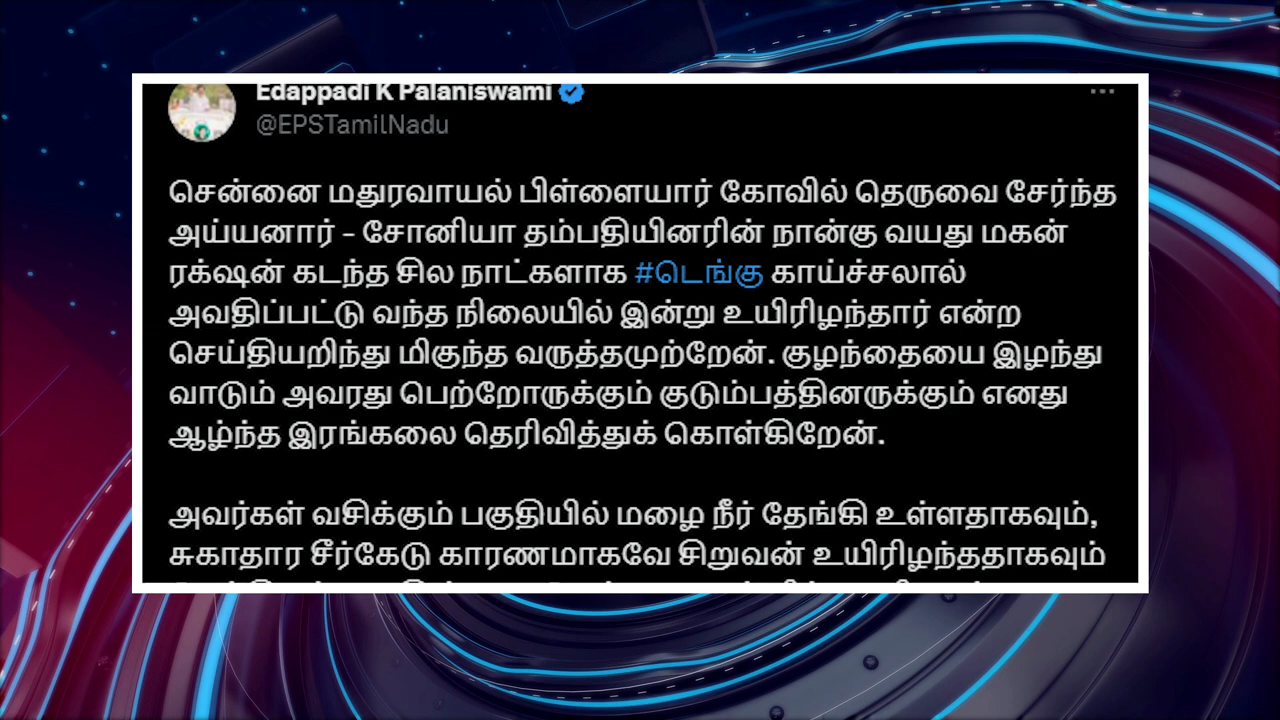 Edappadi K Palaniswami
@EPSTamilNadu
சென்னை மதுரவாயல் பிள்ளையார் கோவில் தெருவை சேர்ந்த
அய்யனார் - சோனியா தம்பதியினரின் நான்கு வயது மகன்
ரக்‌ஷன் கடந்த சில நாட்களாக #டெங்கு காய்ச்சலால்
அவதிப்பட்டு வந்த நிலையில் இன்று உயிரிழந்தார் என்ற
செய்தியறிந்து மிகுந்த வருத்தமுற்றேன். குழந்தையை இழந்து
வாடும் அவரது பெற்றோருக்கும் குடும்பத்தினருக்கும் எனது
ஆழ்ந்த இரங்கலை தெரிவித்துக் கொள்கிறேன்.
அவர்கள் வசிக்கும் பகுதியில் மழை நீர் தேங்கி உள்ளதாகவும்,
சுகாதார சீர்கேடு காரணமாகவே சிறுவன் உயிரிழந்ததாகவும்